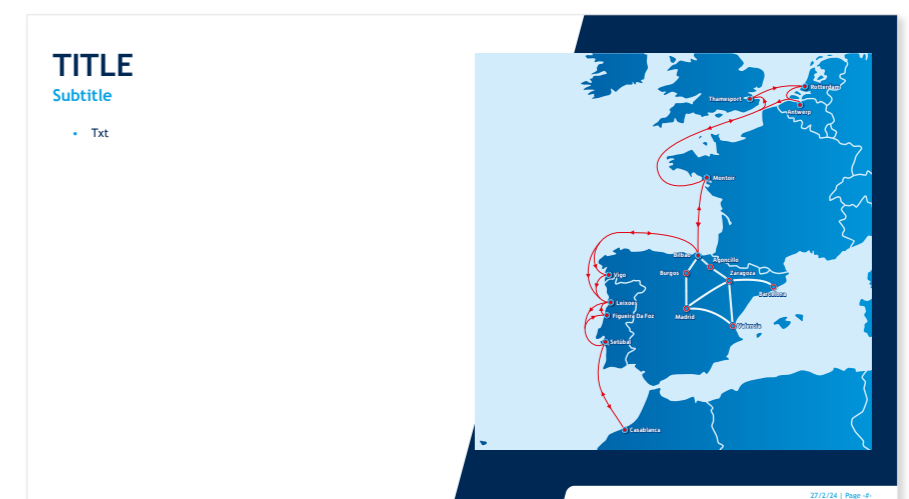 TITLE
Subtitle
• Txt
Rotterdam
Thamesport
Antwerp
Monton
Bilbao
Agoncillo
Burgos
Zaragoza
Vigo
Barcelona
Leixoes
Figueira Da Foz
Madrid
Valencia
Setúbal
Casablanca
27/2/24 | Page -#-